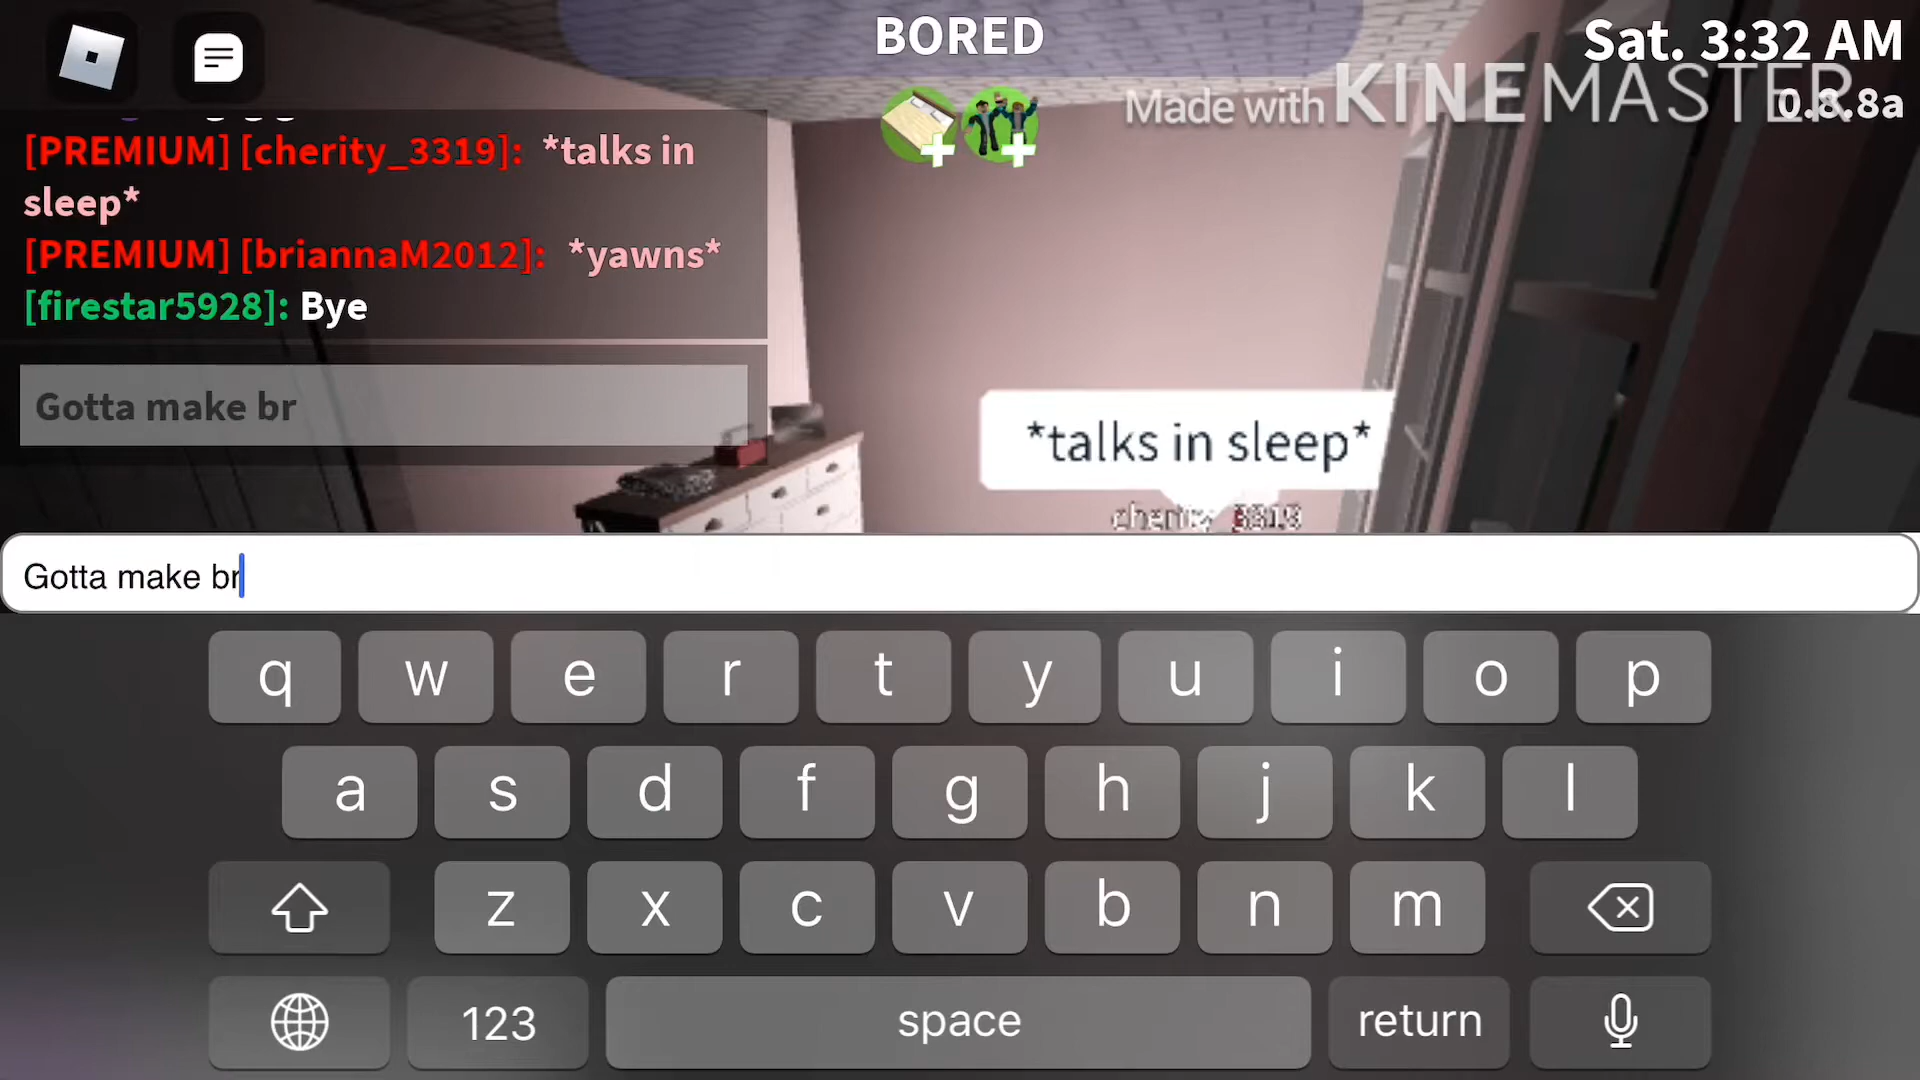 BORED
Sat. 3:32 AM
Made with KINEMASTER
0.8.8a
[PREMIUM] [cherity_3319]: *talks in
sleep*
[PREMIUM] [briannaM2012]: *yawns*
[firestar5928]: Bye
Gotta make br
*talks in sleep*
cherity_3319
Gotta make br
q w e r t y u i o p
a s d f g h j k l
z x c v b n m
123 space return